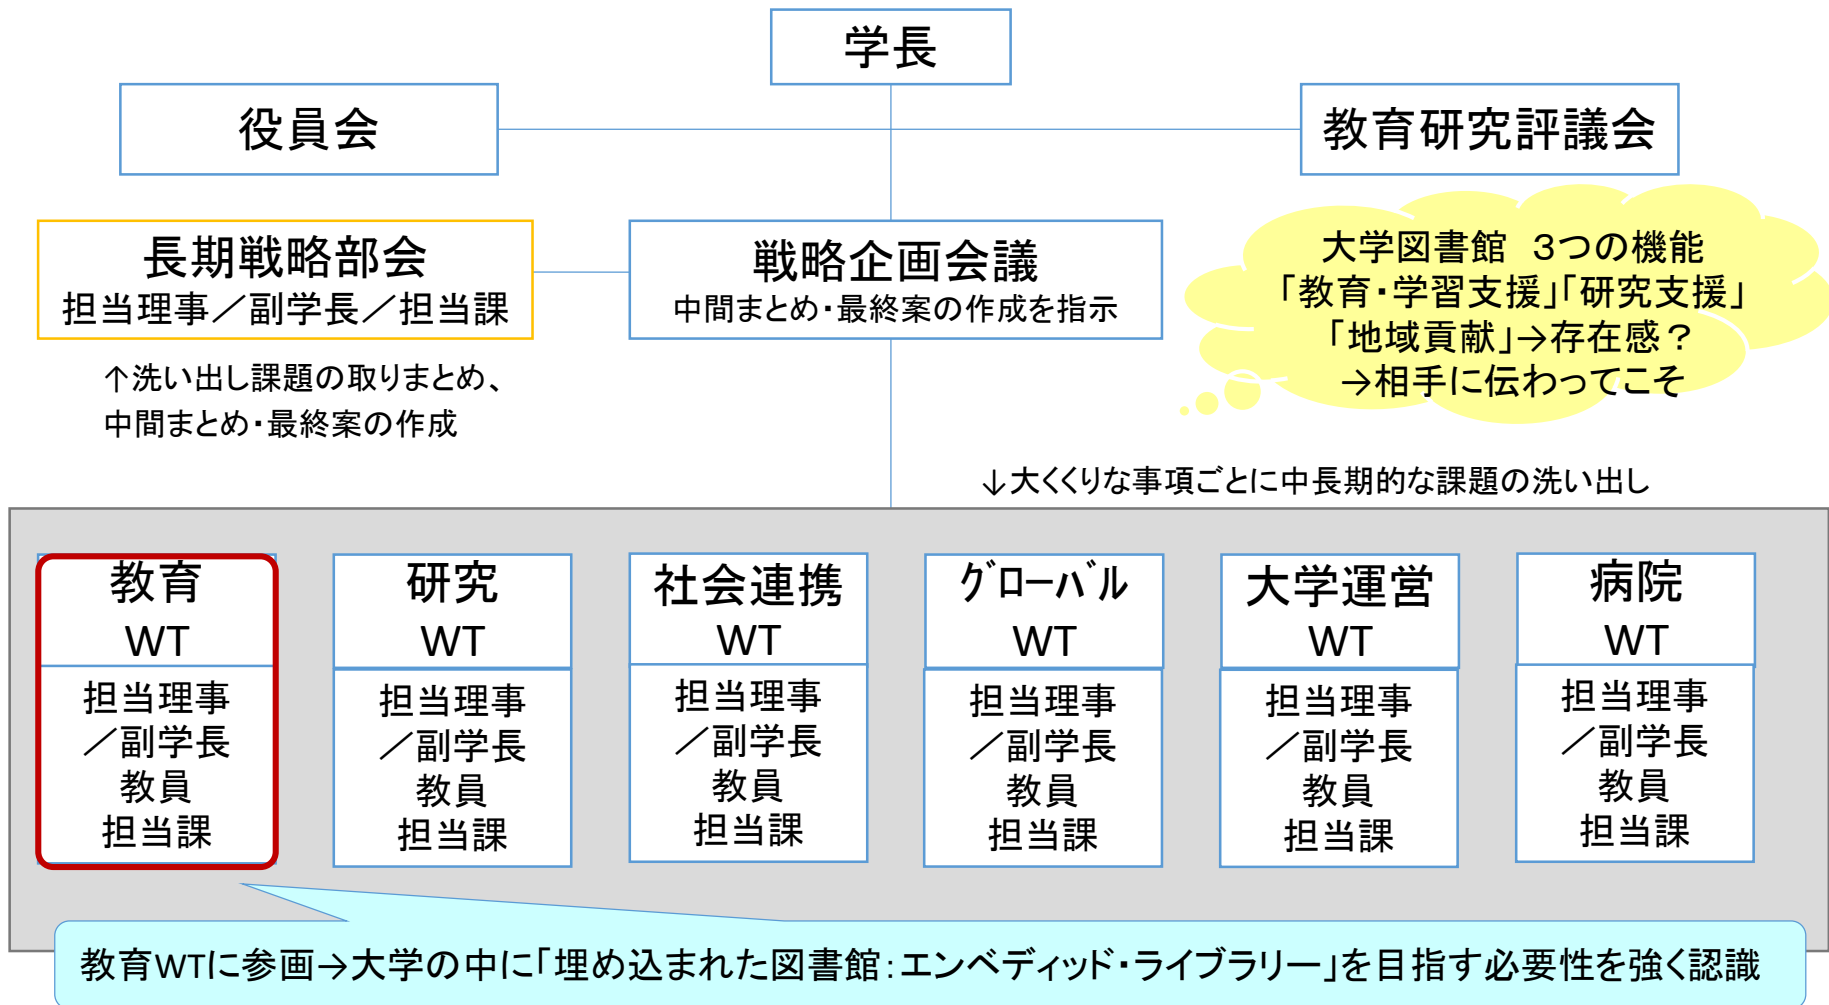 学長
役員会
教育研究評議会
長期戦略部会
担当理事／副学長／担当課
戦略企画会議
中間まとめ・最終案の作成を指示
大学図書館　3つの機能
「教育・学習支援」「研究支援」
「地域貢献」→存在感？
→相手に伝わってこそ
↑洗い出し課題の取りまとめ、
中間まとめ・最終案の作成
↓大くくりな事項ごとに中長期的な課題の洗い出し
教育
WT
担当理事
／副学長
教員
担当課
研究
WT
担当理事
／副学長
教員
担当課
社会連携
WT
担当理事
／副学長
教員
担当課
ｸﾞﾛｰﾊﾞﾙ
WT
担当理事
／副学長
教員
担当課
大学運営
WT
担当理事
／副学長
教員
担当課
病院
WT
担当理事
／副学長
教員
担当課
教育WTに参画→大学の中に「埋め込まれた図書館：エンベディッド・ライブラリー」を目指す必要性を強く認識